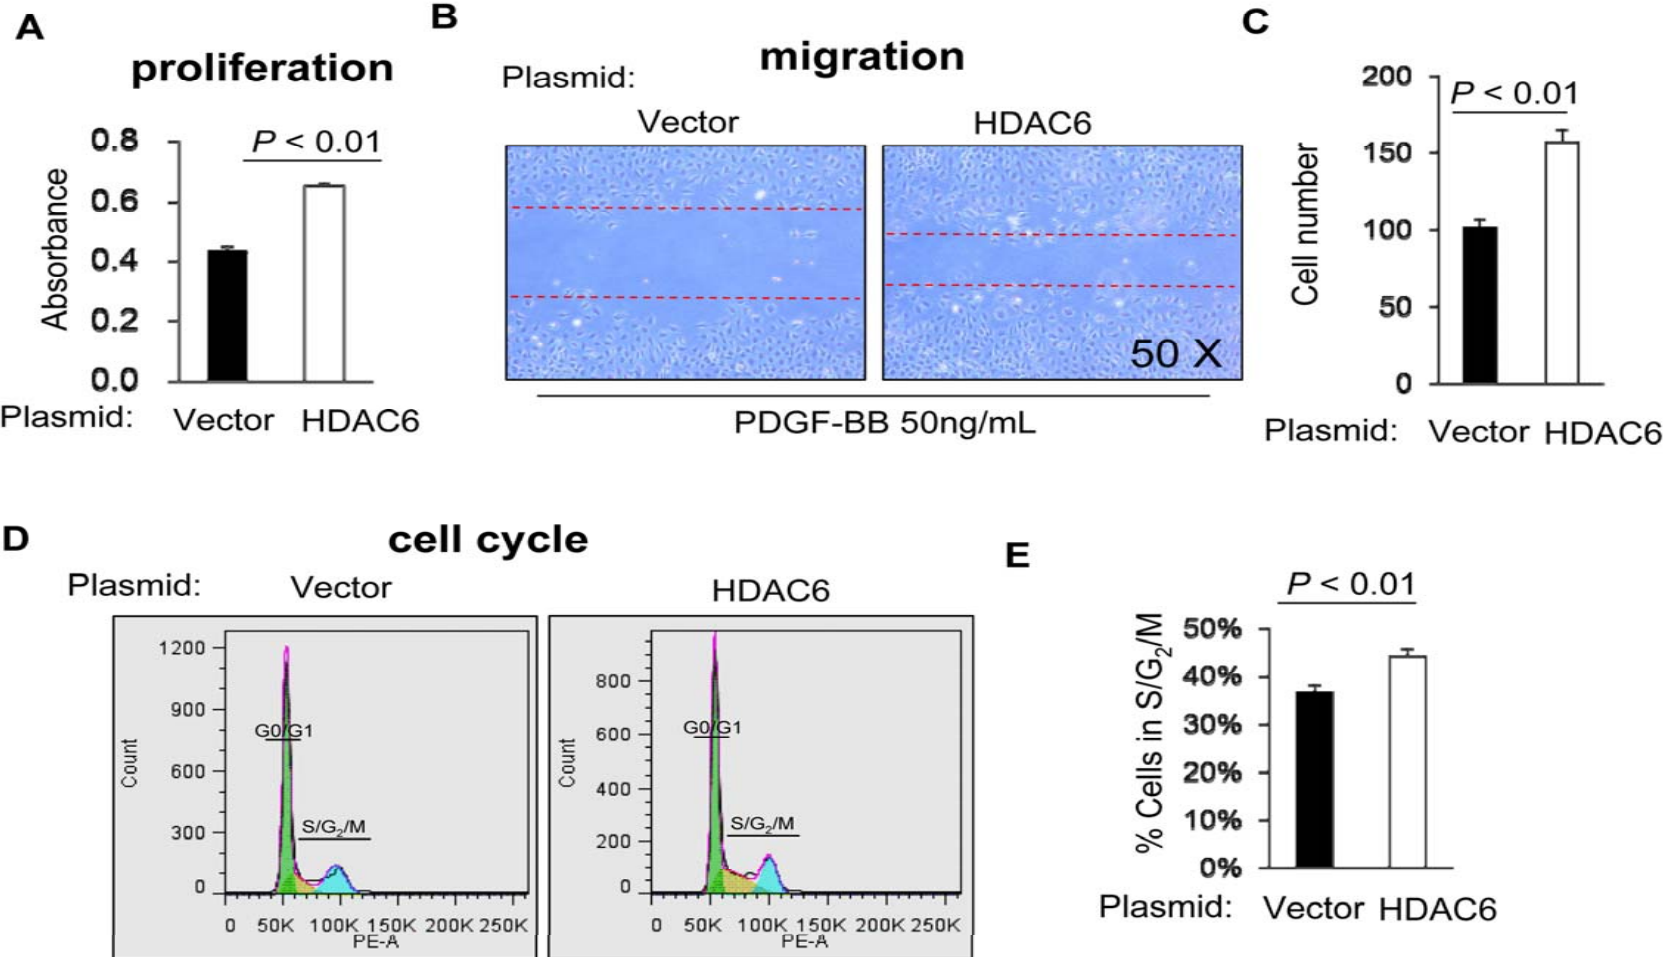 A
proliferation
P < 0.01
Absorbance
0.8
0.6
0.4
0.2
0.0
Plasmid: Vector HDAC6
B
migration
Plasmid:
Vector HDAC6
50 X
PDGF-BB 50ng/mL
C
P < 0.01
Cell number
200
150
100
50
0
Plasmid: Vector HDAC6
D
cell cycle
Plasmid: Vector HDAC6
Count
1200
900
600
300
0
G0/G1
S/G₂/M
0 50K 100K 150K 200K 250K
PE-A
Count
800
600
400
200
0
G0/G1
S/G₂/M
0 50K 100K 150K 200K 250K
PE-A
E
P < 0.01
% Cells in S/G₂/M
50%
40%
30%
20%
10%
0%
Plasmid: Vector HDAC6